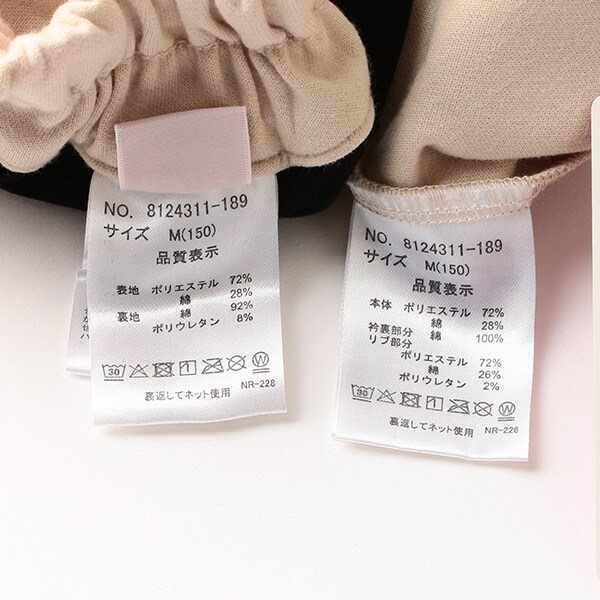 NO. 8124311-189
サイズ M(150)
品質表示
表地 ポリエステル 72%
綿 28%
裏地 綿 92%
ポリウレタン 8%
30 1 W
NR-228
裏返してネット使用
NO. 8124311-189
サイズ M(150)
品質表示
本体 ポリエステル 72%
綿 28%
衿裏部分 綿 100%
リブ部分
ポリエステル 72%
綿 26%
ポリウレタン 2%
30 1 W
裏返してネット使用 NR-228